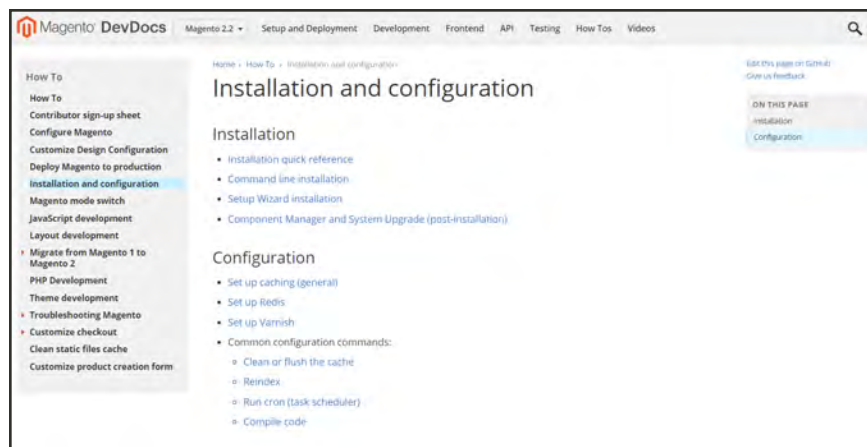 Magento DevDocs
Magento 2.2
Setup and Deployment
Development
Frontend
API
Testing
How Tos
Videos
How To
How To
Contributor sign-up sheet
Configure Magento
Customize Design Configuration
Deploy Magento to production
Installation and configuration
Magento mode switch
JavaScript development
Layout development
Migrate from Magento 1 to
Magento 2
PHP Development
Theme development
Troubleshooting Magento
Customize checkout
Clean static files cache
Customize product creation form
Home › How To › Installation and configuration
Installation and configuration
Installation
• Installation quick reference
• Command line installation
• Setup Wizard installation
• Component Manager and System Upgrade (post-installation)
Configuration
• Set up caching (general)
• Set up Redis
• Set up Varnish
• Common configuration commands:
Clean or flush the cache
Reindex
Run cron (task scheduler)
Compile code
Edit this page on GitHub
Give us feedback
ON THIS PAGE
Installation
Configuration